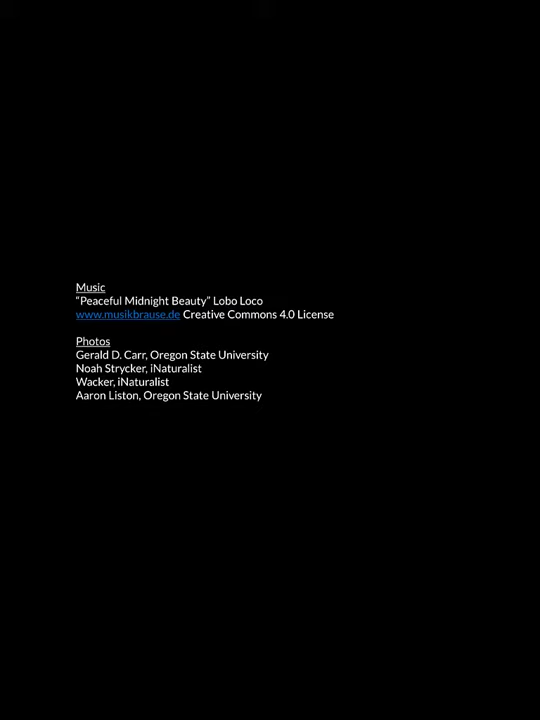 Music
“Peaceful Midnight Beauty” Lobo Loco
www.musikbrause.de Creative Commons 4.0 License
Photos
Gerald D. Carr, Oregon State University
Noah Strycker, iNaturalist
Wacker, iNaturalist
Aaron Liston, Oregon State University